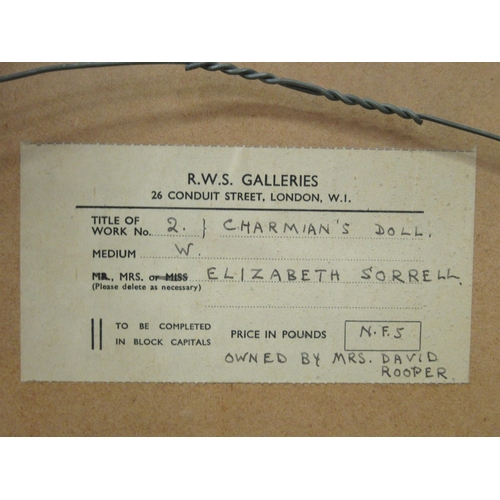 R.W.S. GALLERIES
26 CONDUIT STREET, LONDON, W.I.
TITLE OF
WORK No. 2. } CHARMIAN'S DOLL.
MEDIUM W.
MR., MRS. OR MISS ELIZABETH SORRELL
(Please delete as necessary)
TO BE COMPLETED
IN BLOCK CAPITALS
PRICE IN POUNDS N.F.S
OWNED BY MRS. DAVID
ROOPER.